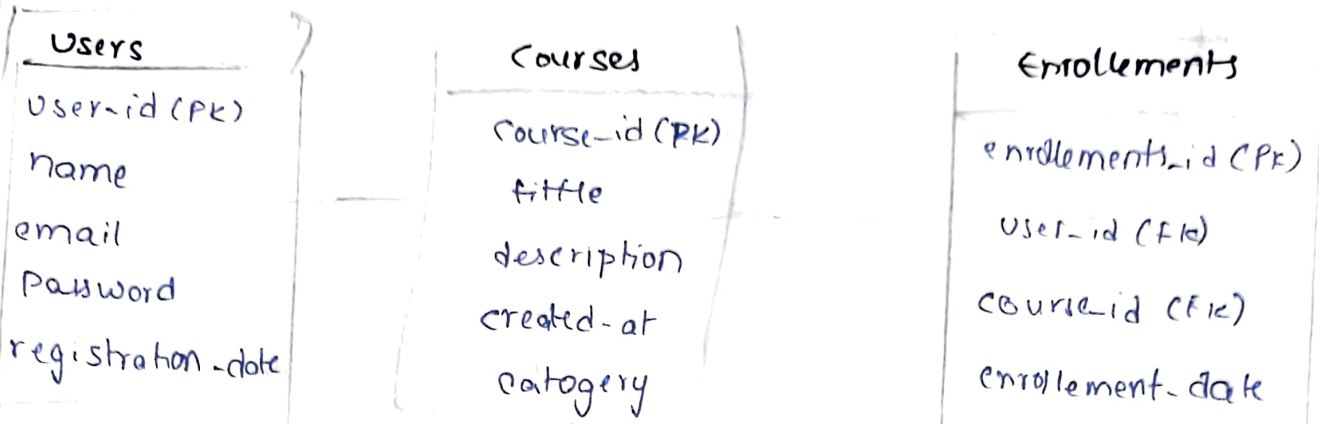 Users
user-id (PK)
name
email
Password
registration-date
Courses
Course-id (PK)
tittle
description
created-at
catogery
Enrollements
enrollements-id (PK)
user-id (FK)
course-id (FK)
enrollement-date